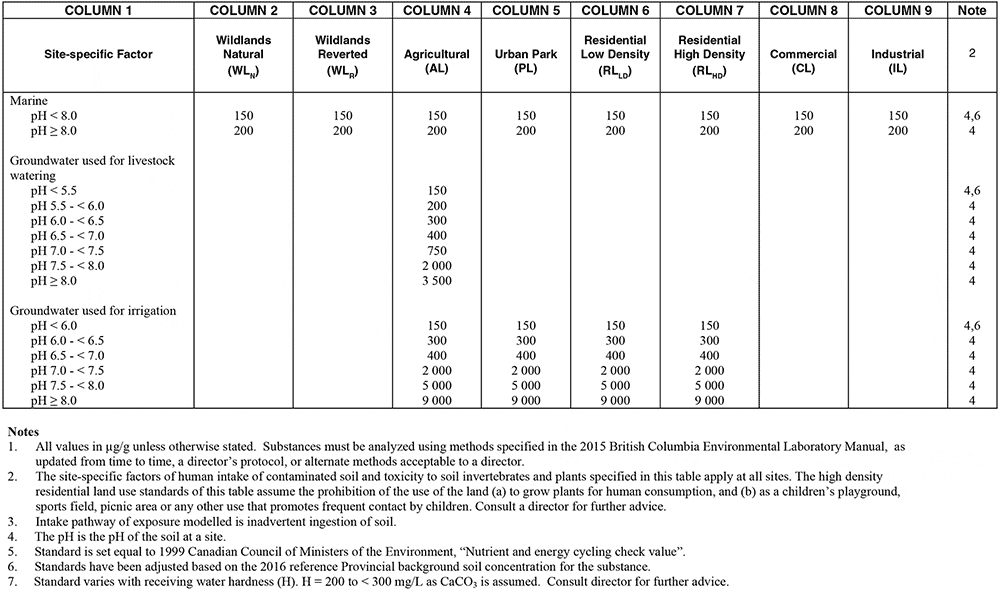 COLUMN 1 COLUMN 2 COLUMN 3 COLUMN 4 COLUMN 5 COLUMN 6 COLUMN 7 COLUMN 8 COLUMN 9 Note
Site-specific Factor Wildlands Natural (WLN) Wildlands Reverted (WLR) Agricultural (AL) Urban Park (PL) Residential Low Density (RLLD) Residential High Density (RLHD) Commercial (CL) Industrial (IL) 2
Marine
pH < 8.0 150 150 150 150 150 150 150 150 4,6
pH ≥ 8.0 200 200 200 200 200 200 200 200 4
Groundwater used for livestock
watering
pH < 5.5 150 4,6
pH 5.5 - < 6.0 200 4
pH 6.0 - < 6.5 300 4
pH 6.5 - < 7.0 400 4
pH 7.0 - < 7.5 750 4
pH 7.5 - < 8.0 2 000 4
pH ≥ 8.0 3 500 4
Groundwater used for irrigation
pH < 6.0 150 150 150 150 4,6
pH 6.0 - < 6.5 300 300 300 300 4
pH 6.5 - < 7.0 400 400 400 400 4
pH 7.0 - < 7.5 2 000 2 000 2 000 2 000 4
pH 7.5 - < 8.0 5 000 5 000 5 000 5 000 4
pH ≥ 8.0 9 000 9 000 9 000 9 000 4
Notes
1. All values in µg/g unless otherwise stated. Substances must be analyzed using methods specified in the 2015 British Columbia Environmental Laboratory Manual, as
updated from time to time, a director's protocol, or alternate methods acceptable to a director.
2. The site-specific factors of human intake of contaminated soil and toxicity to soil invertebrates and plants specified in this table apply at all sites. The high density
residential land use standards of this table assume the prohibition of the use of the land (a) to grow plants for human consumption, and (b) as a children's playground,
sports field, picnic area or any other use that promotes frequent contact by children. Consult a director for further advice.
3. Intake pathway of exposure modelled is inadvertent ingestion of soil.
4. The pH is the pH of the soil at a site.
5. Standard is set equal to 1999 Canadian Council of Ministers of the Environment, “Nutrient and energy cycling check value”.
6. Standards have been adjusted based on the 2016 reference Provincial background soil concentration for the substance.
7. Standard varies with receiving water hardness (H). H = 200 to < 300 mg/L as CaCO3 is assumed. Consult director for further advice.